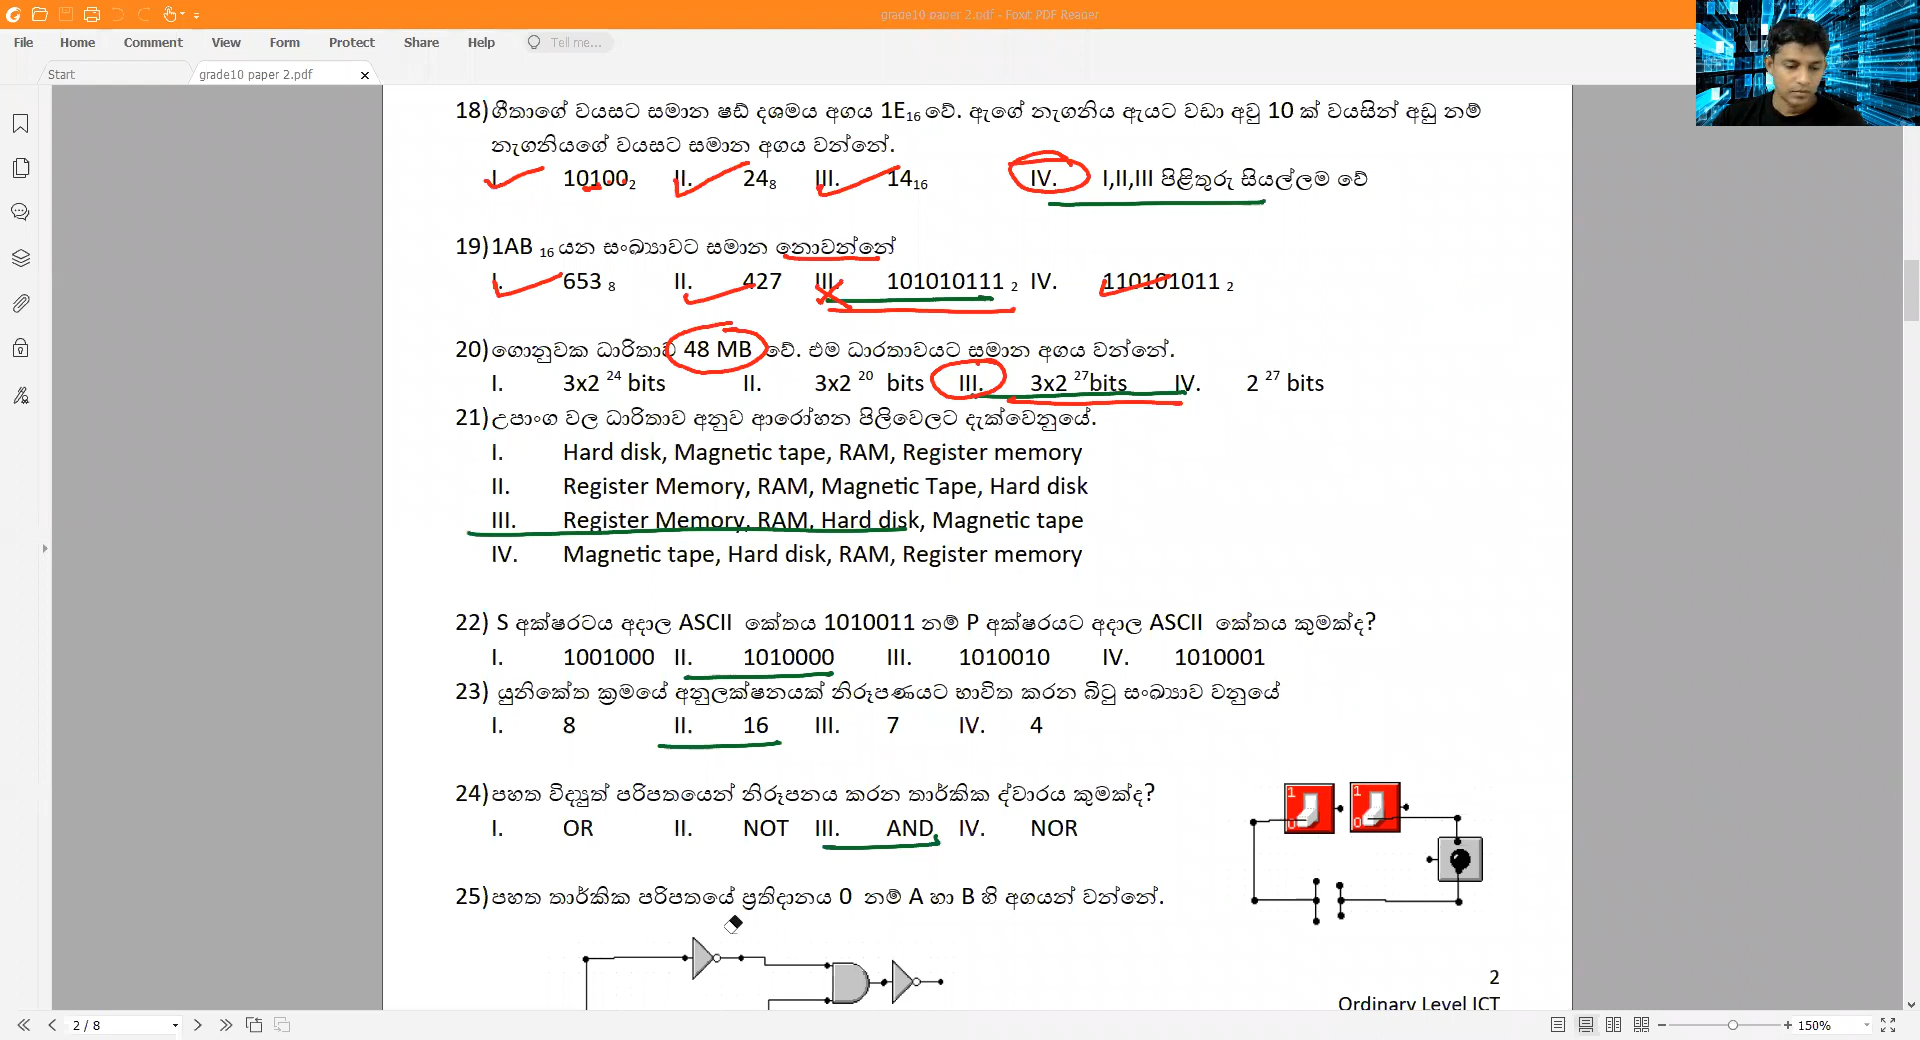 grade10 paper 2.pdf - Foxit PDF Reader
File Home Comment View Form Protect Share Help Tell me...
Start grade10 paper 2.pdf
18) ගීතාගේ වයසට සමාන ෂඩ් දශමය අගය 1E16 වේ. ඇගේ නැගනිය ඇයට වඩා අවු 10 ක් වයසින් අඩු නම්
නැගනියගේ වයසට සමාන අගය වන්නේ.
I. 101002 II. 248 III. 1416 IV. I,II,III පිළිතුරු සියල්ලම වේ
19) 1AB 16 යන සංඛ්‍යාවට සමාන නොවන්නේ
I. 653 8 II. 427 III. 101010111 2 IV. 110101011 2
20) ගොනුවක ධාරිතාව 48 MB වේ. එම ධාරතාවයට සමාන අගය වන්නේ.
I. 3x2 24 bits II. 3x2 20 bits III. 3x2 27bits IV. 2 27 bits
21) උපාංග වල ධාරිතාව අනුව ආරෝහන පිලිවෙලට දැක්වෙනුයේ.
I. Hard disk, Magnetic tape, RAM, Register memory
II. Register Memory, RAM, Magnetic Tape, Hard disk
III. Register Memory, RAM, Hard disk, Magnetic tape
IV. Magnetic tape, Hard disk, RAM, Register memory
22) S අක්ෂරටය අදාල ASCII කේතය 1010011 නම් P අක්ෂරයට අදාල ASCII කේතය කුමක්ද?
I. 1001000 II. 1010000 III. 1010010 IV. 1010001
23) යුනිකේත ක්‍රමයේ අනුලක්ෂනයක් නිරූපණයට භාවිත කරන බිටු සංඛ්‍යාව වනුයේ
I. 8 II. 16 III. 7 IV. 4
24) පහත විද්‍යුත් පරිපතයෙන් නිරූපනය කරන තාර්කික ද්වාරය කුමක්ද?
I. OR II. NOT III. AND IV. NOR
1 0 1 0
25) පහත තාර්කික පරිපතයේ ප්‍රතිදානය 0 නම් A හා B හි අගයන් වන්නේ.
2
Ordinary Level ICT
2 / 8 150%